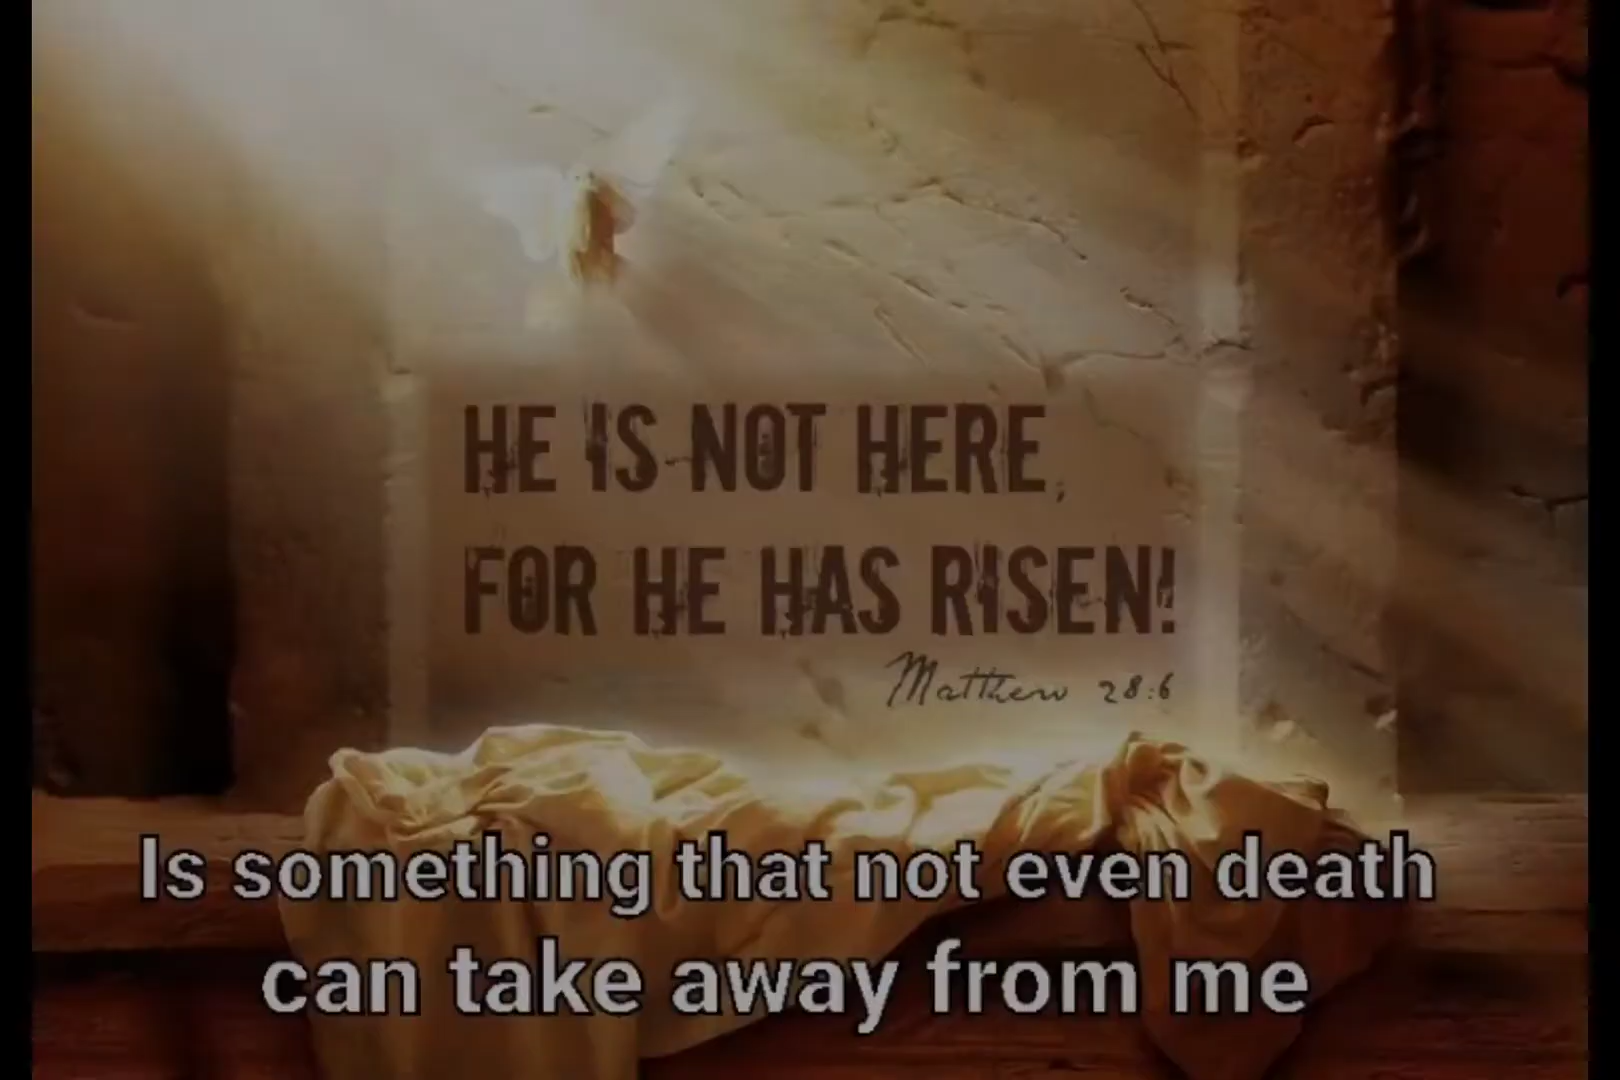 HE IS NOT HERE,
FOR HE HAS RISEN!
Matthew 28:6
Is something that not even death
can take away from me